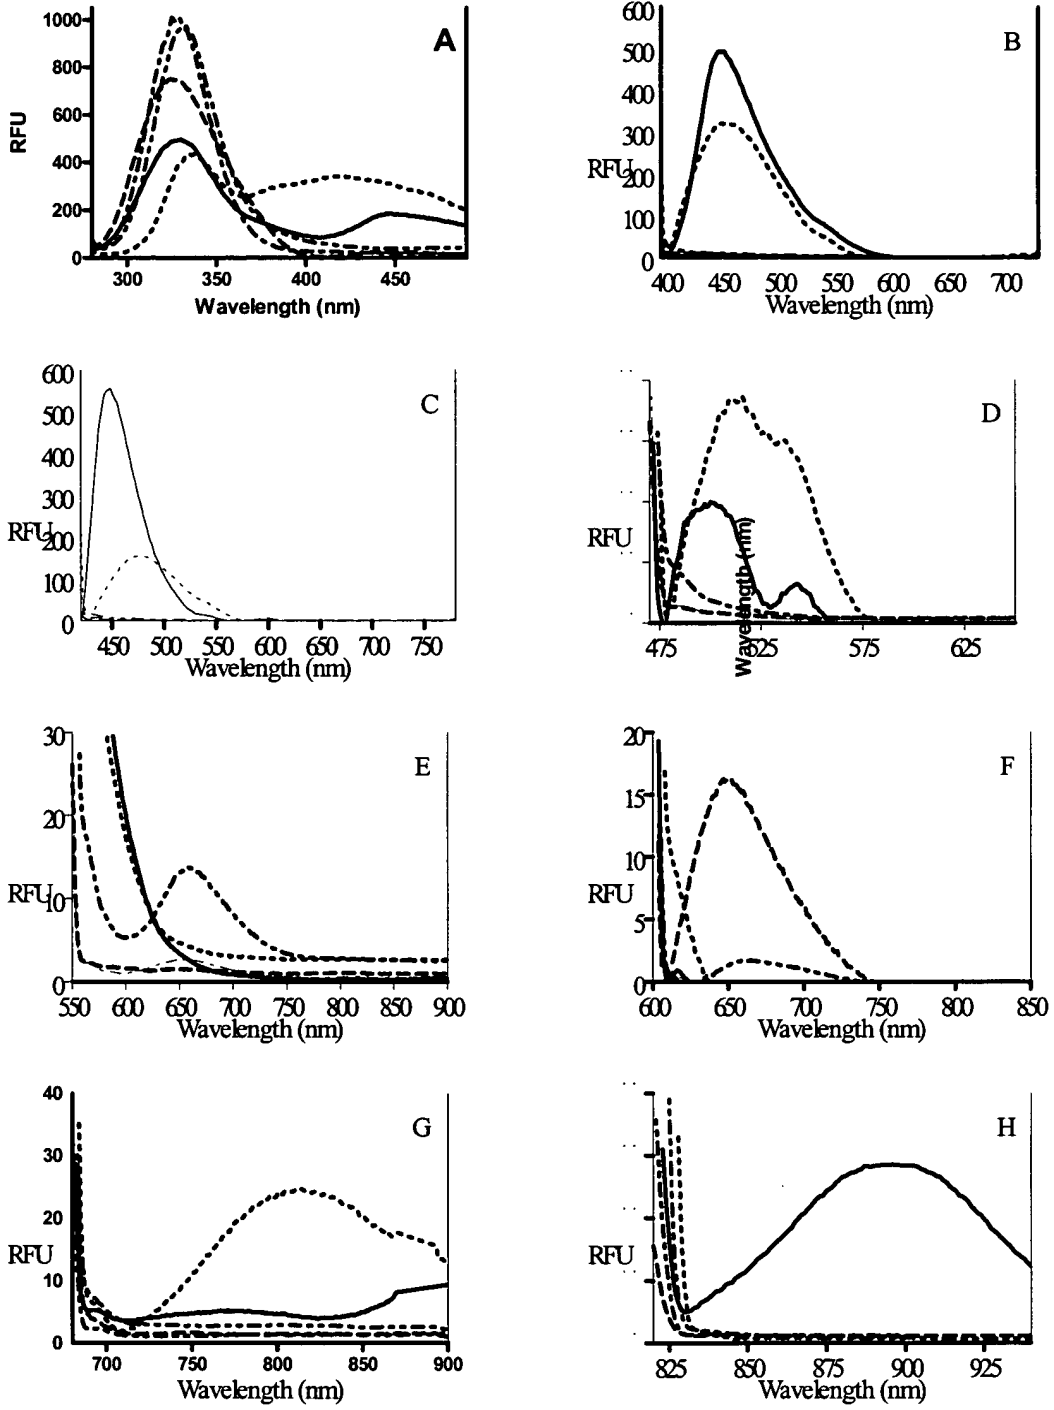 A
1000
800
600
400
200
0
RFU
300 350 400 450
Wavelength (nm)
B
600
500
400
300
200
100
0
RFU
400 450 500 550 600 650 700
Wavelength (nm)
C
600
500
400
300
200
100
0
RFU
450 500 550 600 650 700 750
Wavelength (nm)
D
RFU
Wavelength (nm)
475 525 575 625
E
30
20
10
0
RFU
550 600 650 700 750 800 850 900
Wavelength (nm)
F
20
15
10
5
0
RFU
600 650 700 750 800 850
Wavelength (nm)
G
40
30
20
10
0
RFU
700 750 800 850 900
Wavelength (nm)
H
RFU
825 850 875 900 925
Wavelength (nm)